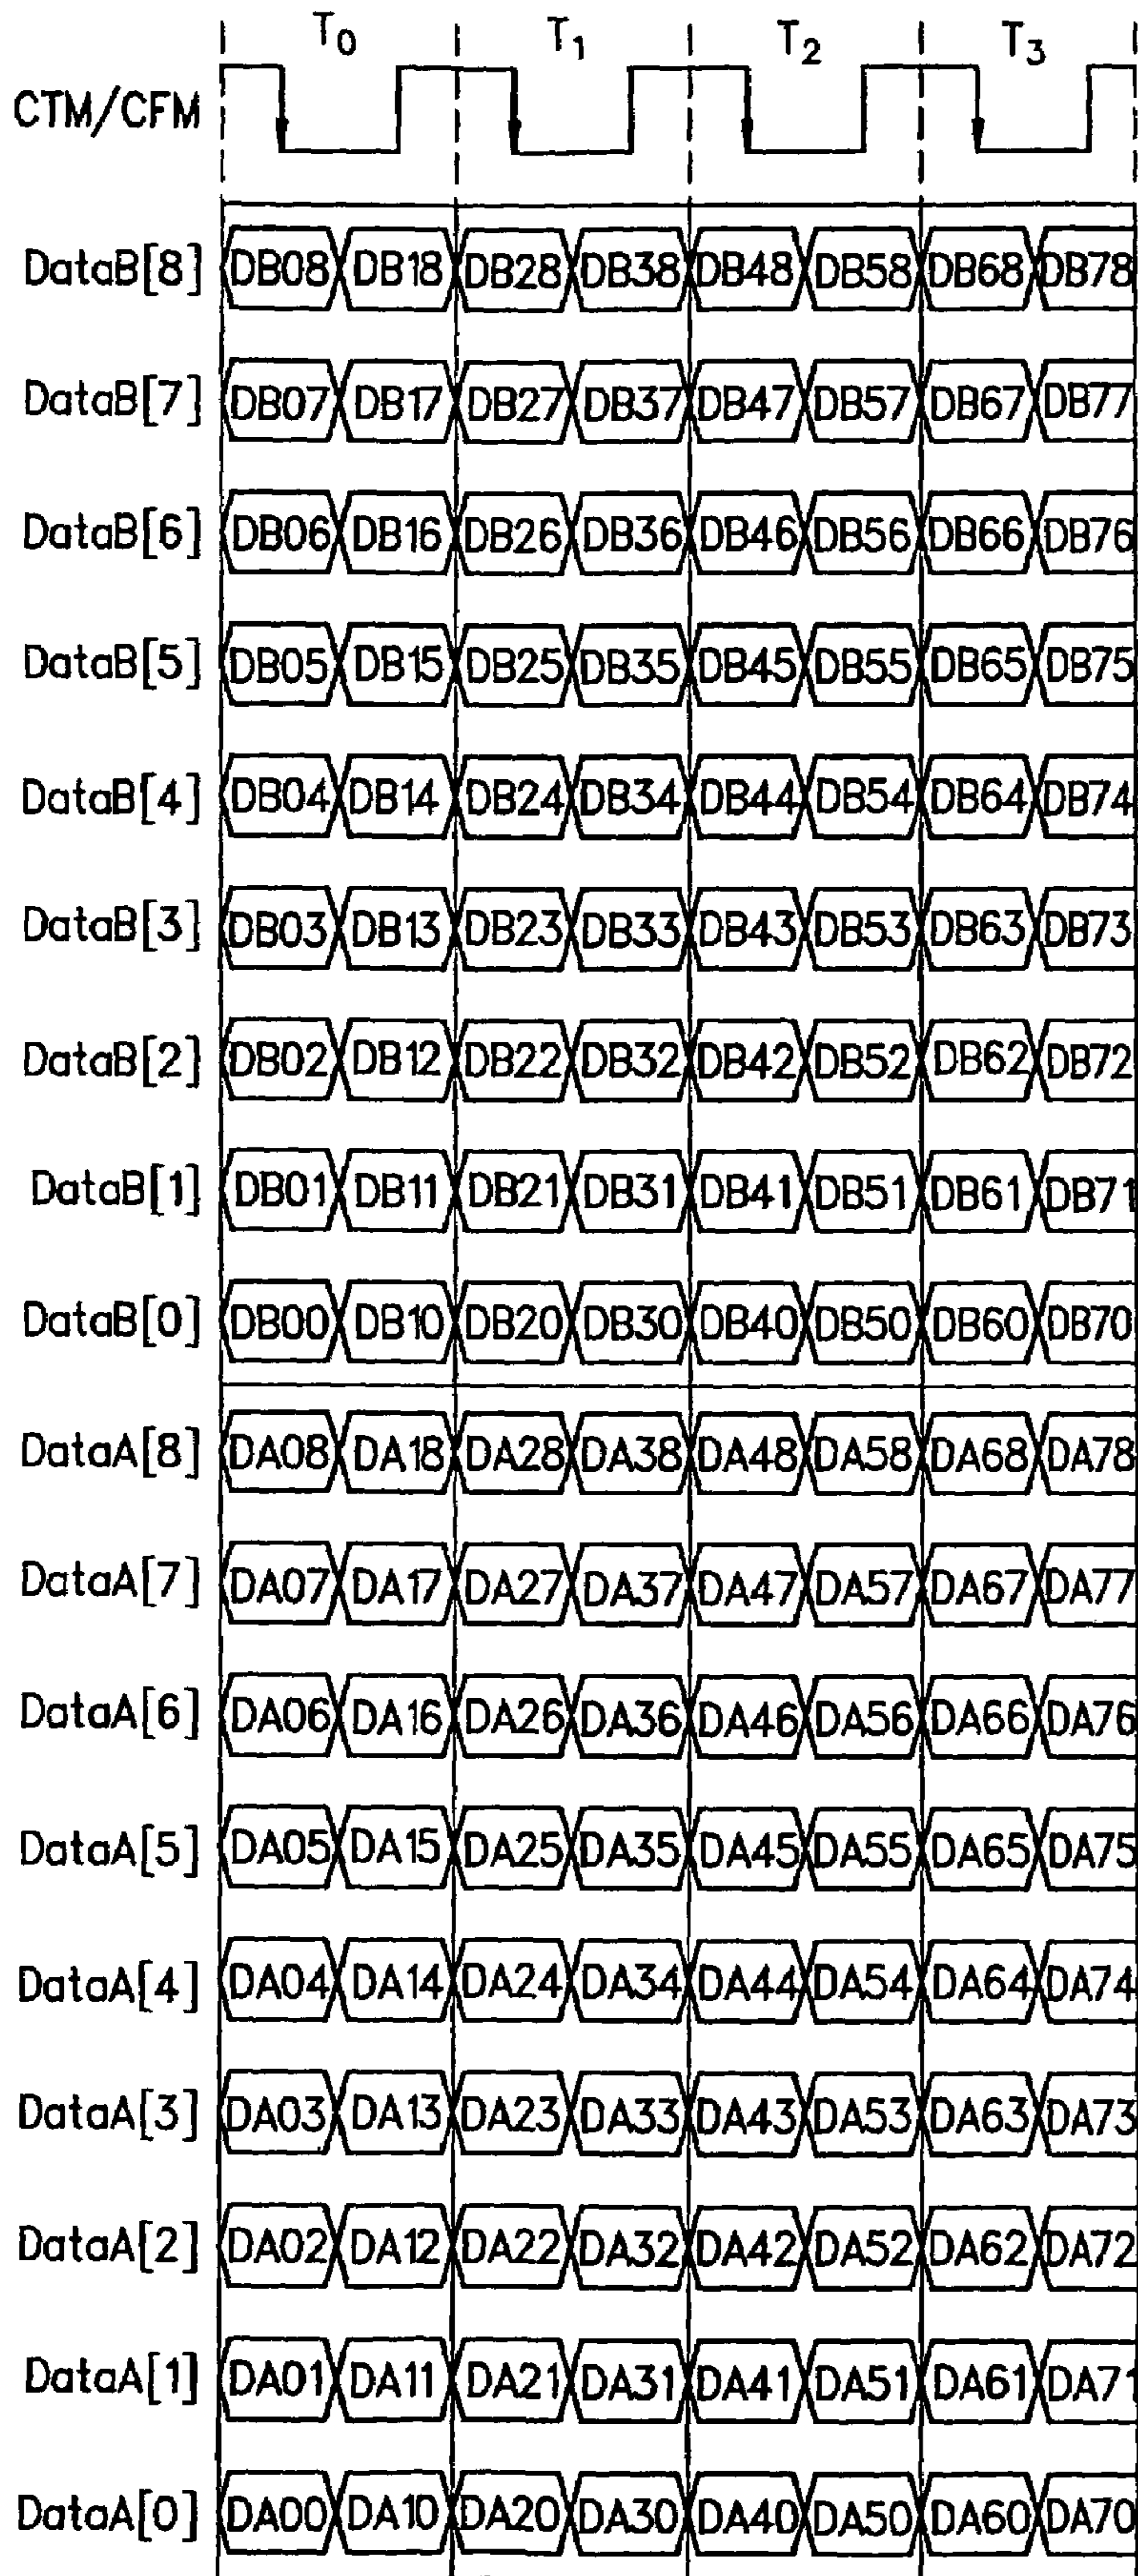 T0 T1 T2 T3
CTM/CFM
DataB[8] DB08 DB18 DB28 DB38 DB48 DB58 DB68 DB78
DataB[7] DB07 DB17 DB27 DB37 DB47 DB57 DB67 DB77
DataB[6] DB06 DB16 DB26 DB36 DB46 DB56 DB66 DB76
DataB[5] DB05 DB15 DB25 DB35 DB45 DB55 DB65 DB75
DataB[4] DB04 DB14 DB24 DB34 DB44 DB54 DB64 DB74
DataB[3] DB03 DB13 DB23 DB33 DB43 DB53 DB63 DB73
DataB[2] DB02 DB12 DB22 DB32 DB42 DB52 DB62 DB72
DataB[1] DB01 DB11 DB21 DB31 DB41 DB51 DB61 DB71
DataB[0] DB00 DB10 DB20 DB30 DB40 DB50 DB60 DB70
DataA[8] DA08 DA18 DA28 DA38 DA48 DA58 DA68 DA78
DataA[7] DA07 DA17 DA27 DA37 DA47 DA57 DA67 DA77
DataA[6] DA06 DA16 DA26 DA36 DA46 DA56 DA66 DA76
DataA[5] DA05 DA15 DA25 DA35 DA45 DA55 DA65 DA75
DataA[4] DA04 DA14 DA24 DA34 DA44 DA54 DA64 DA74
DataA[3] DA03 DA13 DA23 DA33 DA43 DA53 DA63 DA73
DataA[2] DA02 DA12 DA22 DA32 DA42 DA52 DA62 DA72
DataA[1] DA01 DA11 DA21 DA31 DA41 DA51 DA61 DA71
DataA[0] DA00 DA10 DA20 DA30 DA40 DA50 DA60 DA70